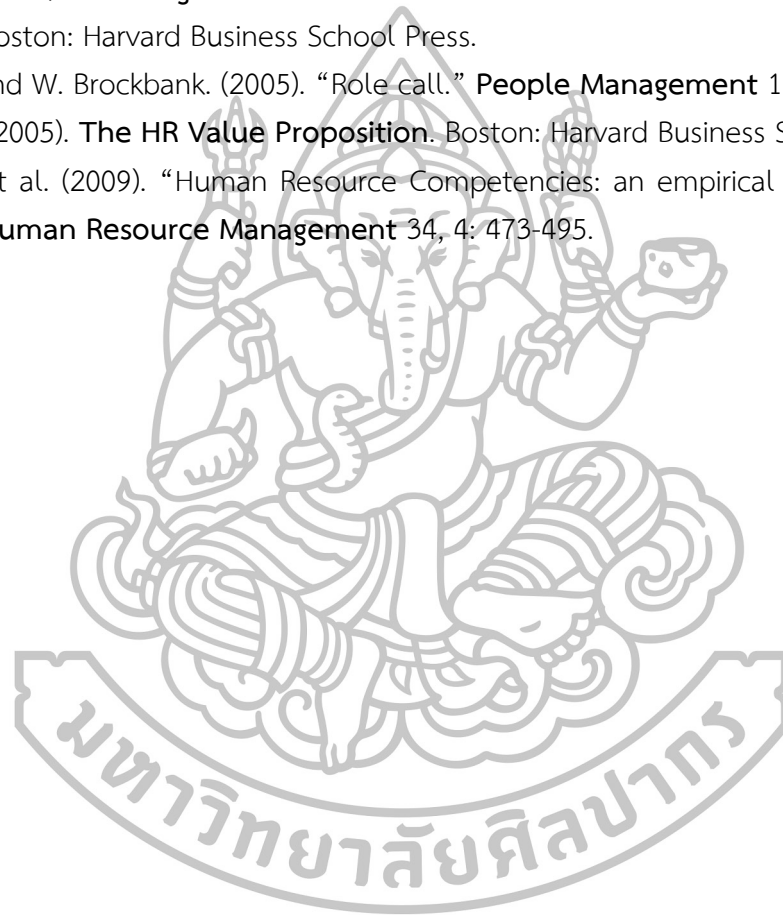 oston: Harvard Business School Press.
nd W. Brockbank. (2005). “Role call.” People Management 1
2005). The HR Value Proposition. Boston: Harvard Business S
t al. (2009). “Human Resource Competencies: an empirical
uman Resource Management 34, 4: 473-495.
มหาวิทยาลัยศิลปากร